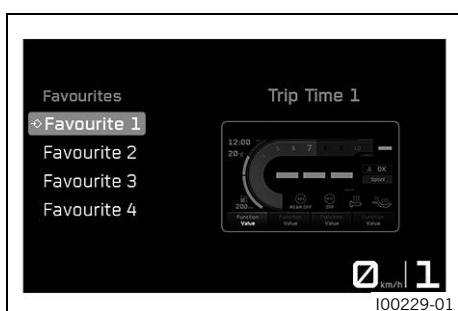 Favourites
Trip Time 1
Favourite 1
Favourite 2
Favourite 3
Favourite 4
12:00
5 6 7 8 9 10
20°c
OK
Sport
200
REAR OFF
OFF
Function
Value
Function
Value
Function
Value
Function
Value
0 km/h 1
I00229-01